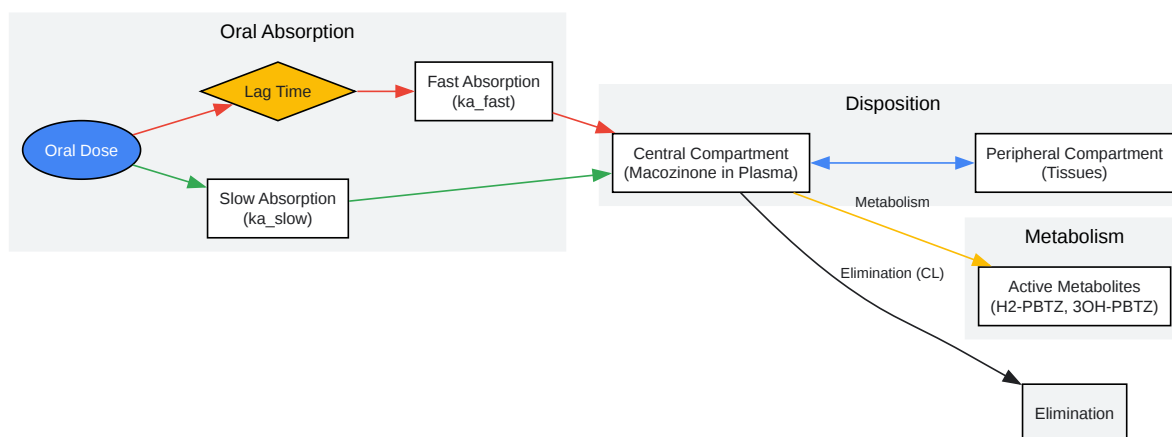 Oral Absorption
Lag Time
Fast Absorption
(ka_fast)
Oral Dose
Slow Absorption
(ka_slow)
Disposition
Central Compartment
(Macozinone in Plasma)
Peripheral Compartment
(Tissues)
Metabolism
Metabolism
Elimination (CL)
Active Metabolites
(H2-PBTZ, 3OH-PBTZ)
Elimination